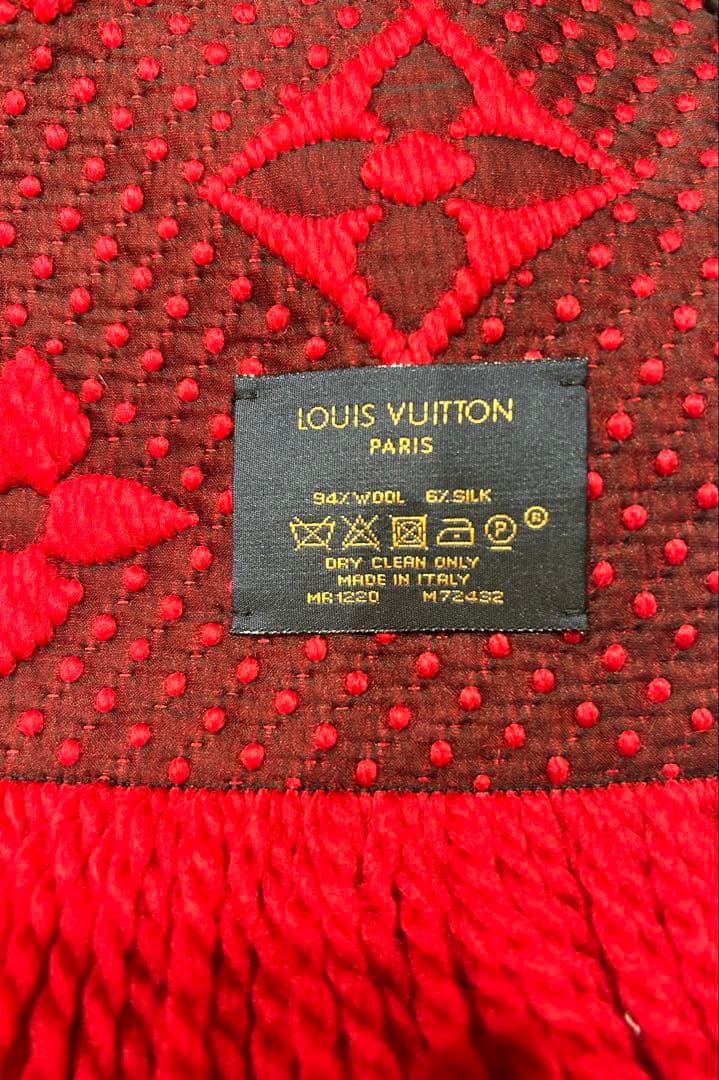 LOUIS VUITTON
PARIS
94% WOOL 6% SILK
P ®
DRY CLEAN ONLY
MADE IN ITALY
MR1220 M72432